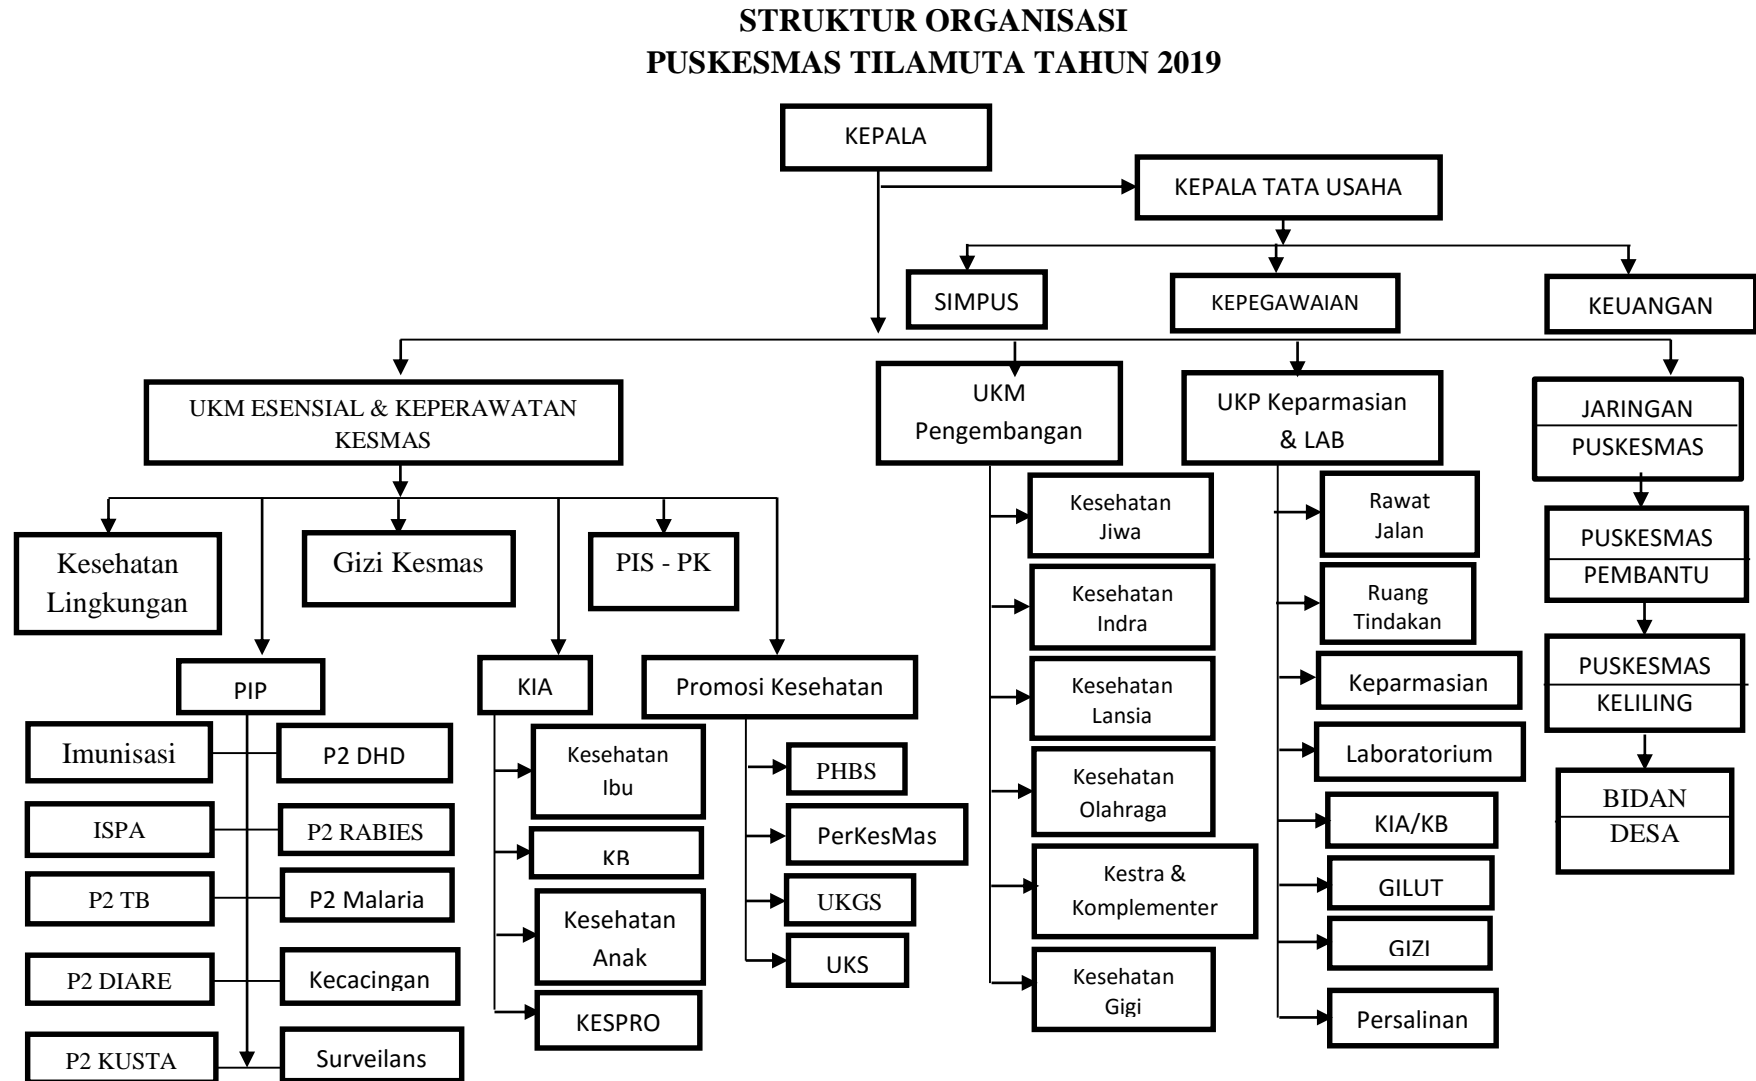 STRUKTUR ORGANISASI
PUSKESMAS TILAMUTA TAHUN 2019
KEPALA
KEPALA TATA USAHA
SIMPUS
KEPEGAWAIAN
KEUANGAN
UKM ESENSIAL & KEPERAWATAN
KESMAS
UKM
Pengembangan
UKP Keparmasian
& LAB
JARINGAN
PUSKESMAS
Kesehatan
Lingkungan
Gizi Kesmas
PIS - PK
PIP
KIA
Promosi Kesehatan
Imunisasi
P2 DHD
ISPA
P2 RABIES
P2 TB
P2 Malaria
P2 DIARE
Kecacingan
P2 KUSTA
Surveilans
Kesehatan
Ibu
KB
Kesehatan
Anak
KESPRO
PHBS
PerKesMas
UKGS
UKS
Kesehatan
Jiwa
Kesehatan
Indra
Kesehatan
Lansia
Kesehatan
Olahraga
Kestra &
Komplementer
Kesehatan
Gigi
Rawat
Jalan
Ruang
Tindakan
Keparmasian
Laboratorium
KIA/KB
GILUT
GIZI
Persalinan
PUSKESMAS
PEMBANTU
PUSKESMAS
KELILING
BIDAN
DESA